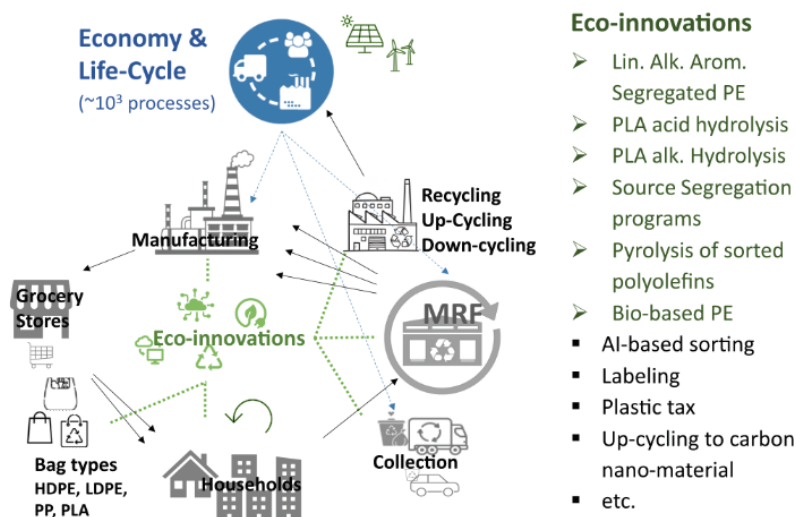 Economy &
Life-Cycle
(~10³ processes)
Manufacturing
Recycling
Up-Cycling
Down-cycling
Grocery
Stores
Eco-innovations
MRF
Bag types
HDPE, LDPE,
PP, PLA
Households
Collection
Eco-innovations
Lin. Alk. Arom.
Segregated PE
PLA acid hydrolysis
PLA alk. Hydrolysis
Source Segregation
programs
Pyrolysis of sorted
polyolefins
Bio-based PE
AI-based sorting
Labeling
Plastic tax
Up-cycling to carbon
nano-material
etc.